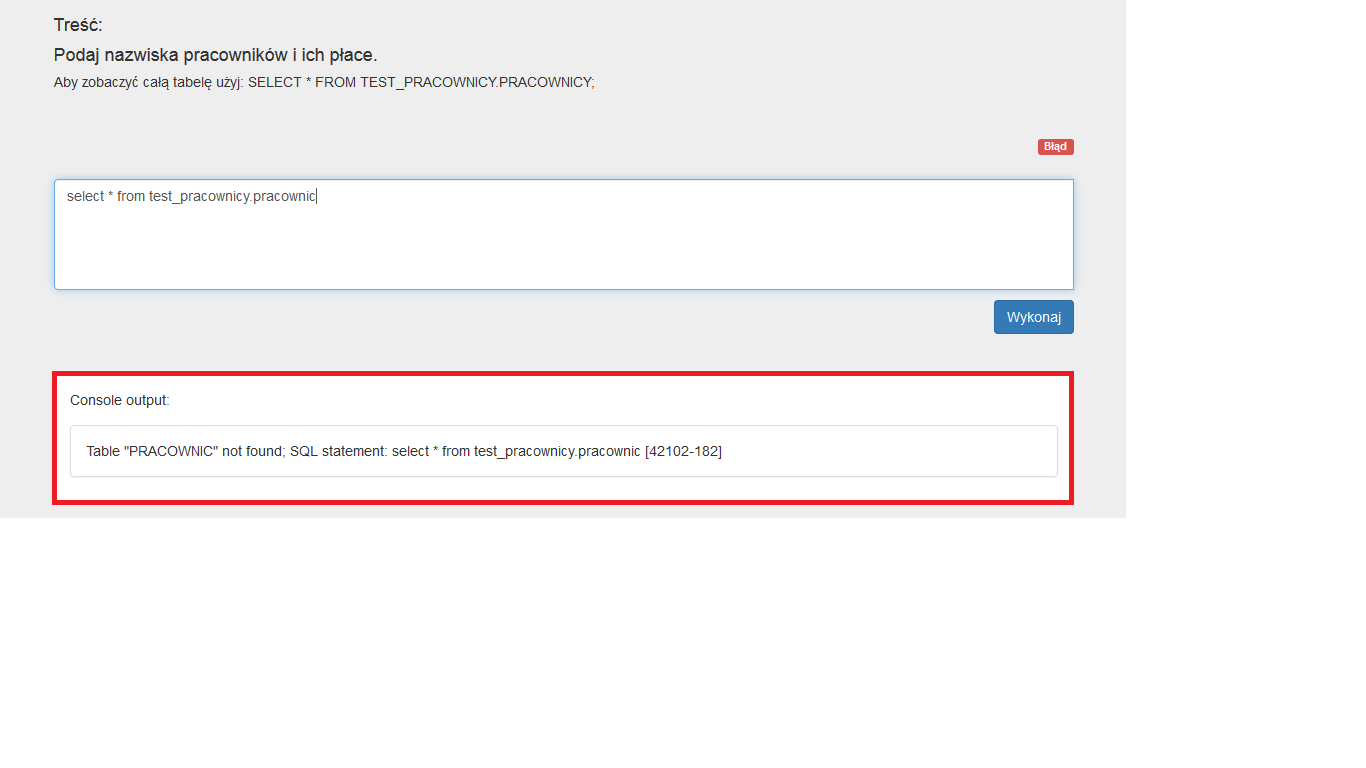 Treść:
Podaj nazwiska pracowników i ich płace.
Aby zobaczyć całą tabelę użyj: SELECT * FROM TEST_PRACOWNICY.PRACOWNICY;
Błąd
select * from test_pracownicy.pracownic
Wykonaj
Console output:
Table "PRACOWNIC" not found; SQL statement: select * from test_pracownicy.pracownic [42102-182]